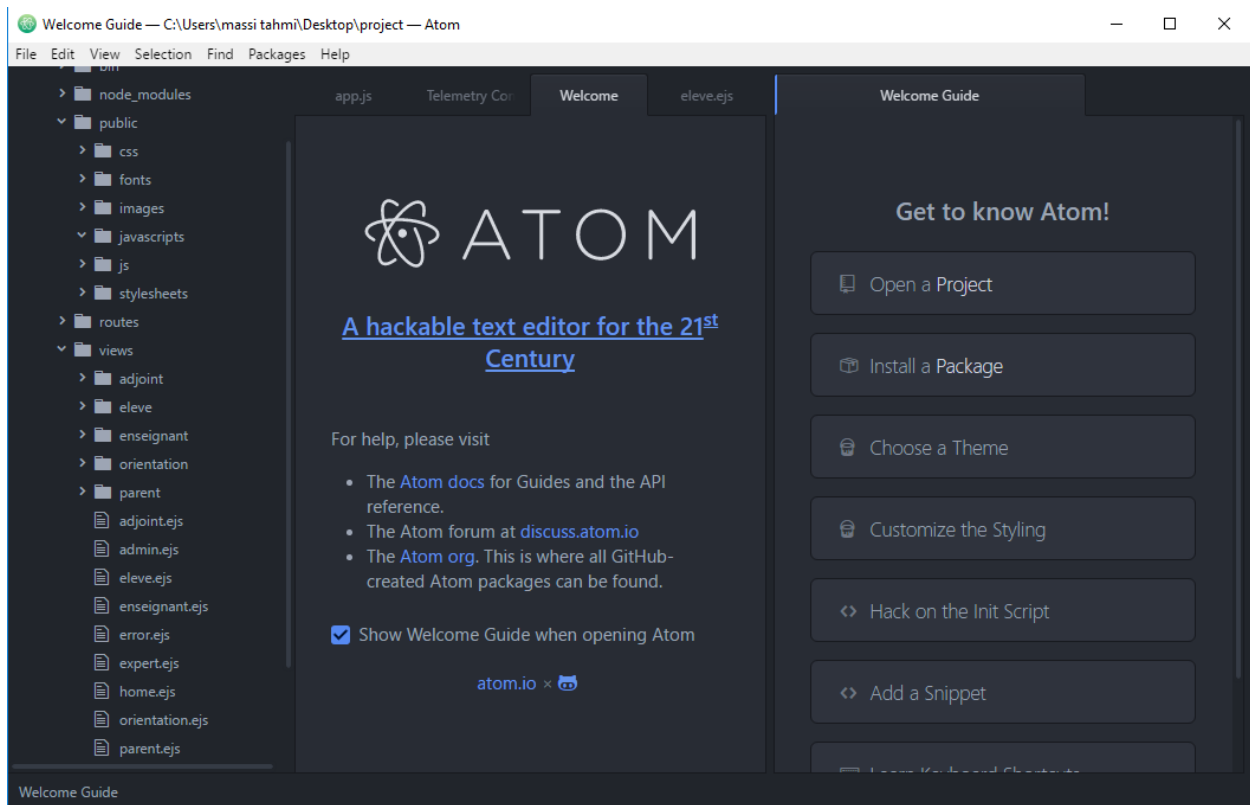 Welcome Guide — C:\Users\massi tahmi\Desktop\project — Atom
File Edit View Selection Find Packages Help
bin
node_modules
public
css
fonts
images
javascripts
js
stylesheets
routes
views
adjoint
eleve
enseignant
orientation
parent
adjoint.ejs
admin.ejs
eleve.ejs
enseignant.ejs
error.ejs
expert.ejs
home.ejs
orientation.ejs
parent.ejs
app.js Telemetry Con Welcome eleve.ejs
ATOM
A hackable text editor for the 21st
Century
For help, please visit
• The Atom docs for Guides and the API
reference.
• The Atom forum at discuss.atom.io
• The Atom org. This is where all GitHub-
created Atom packages can be found.
Show Welcome Guide when opening Atom
atom.io ×
Welcome Guide
Get to know Atom!
Open a Project
Install a Package
Choose a Theme
Customize the Styling
Hack on the Init Script
Add a Snippet
Learn Keyboard Shortcuts
Welcome Guide